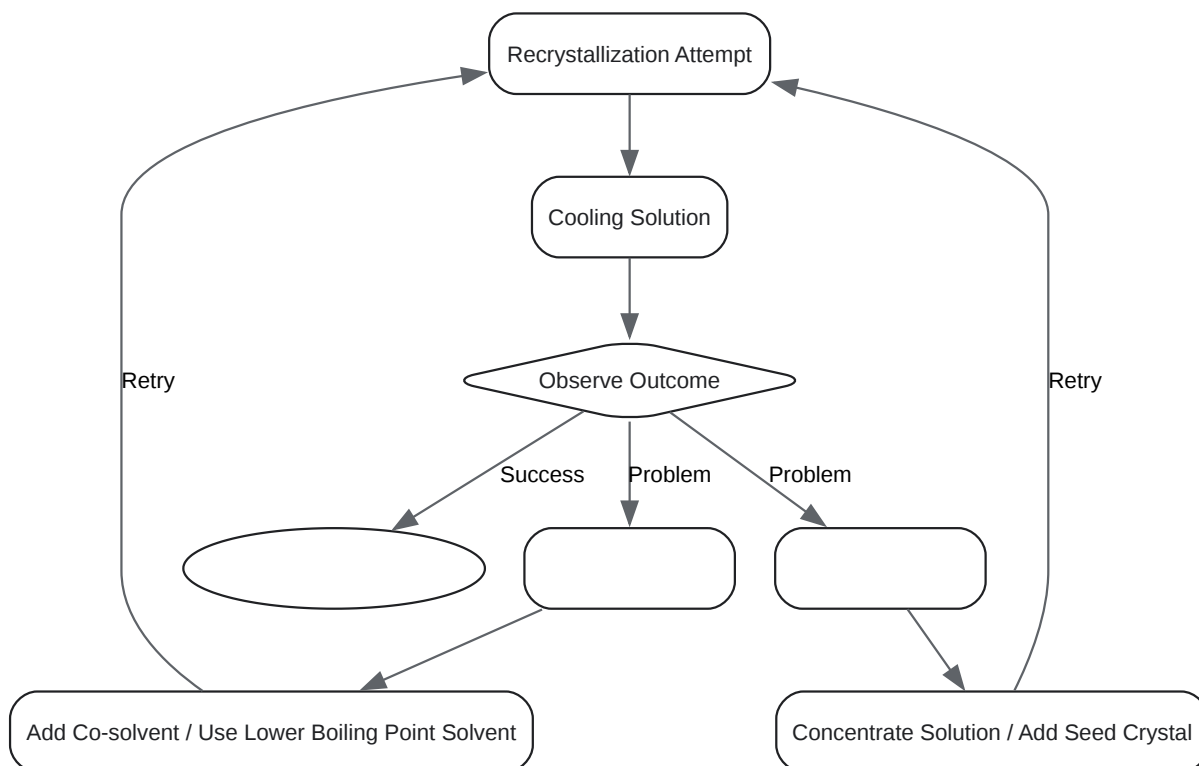 Recrystallization Attempt
Cooling Solution
Observe Outcome
Retry
Retry
Success
Problem
Problem
Add Co-solvent / Use Lower Boiling Point Solvent
Concentrate Solution / Add Seed Crystal